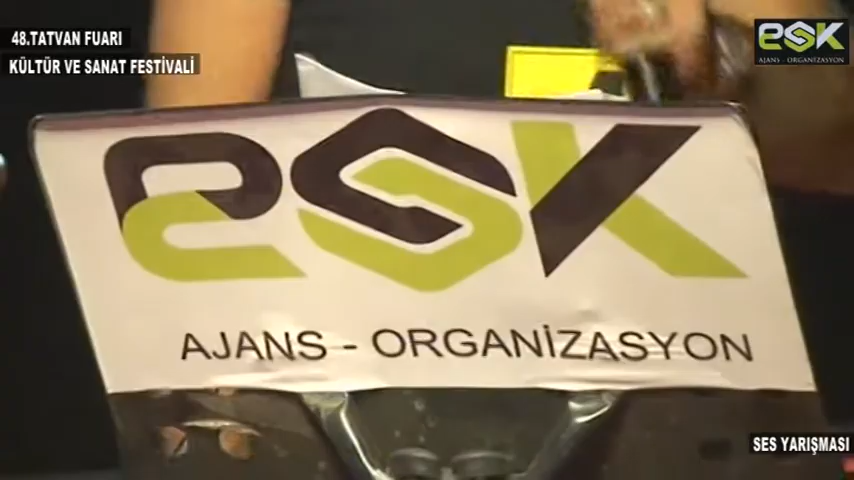 48.TATVAN FUARI
KÜLTÜR VE SANAT FESTİVALİ
esk
AJANS - ORGANİZASYON
esk
AJANS - ORGANİZASYON
SES YARIŞMASI